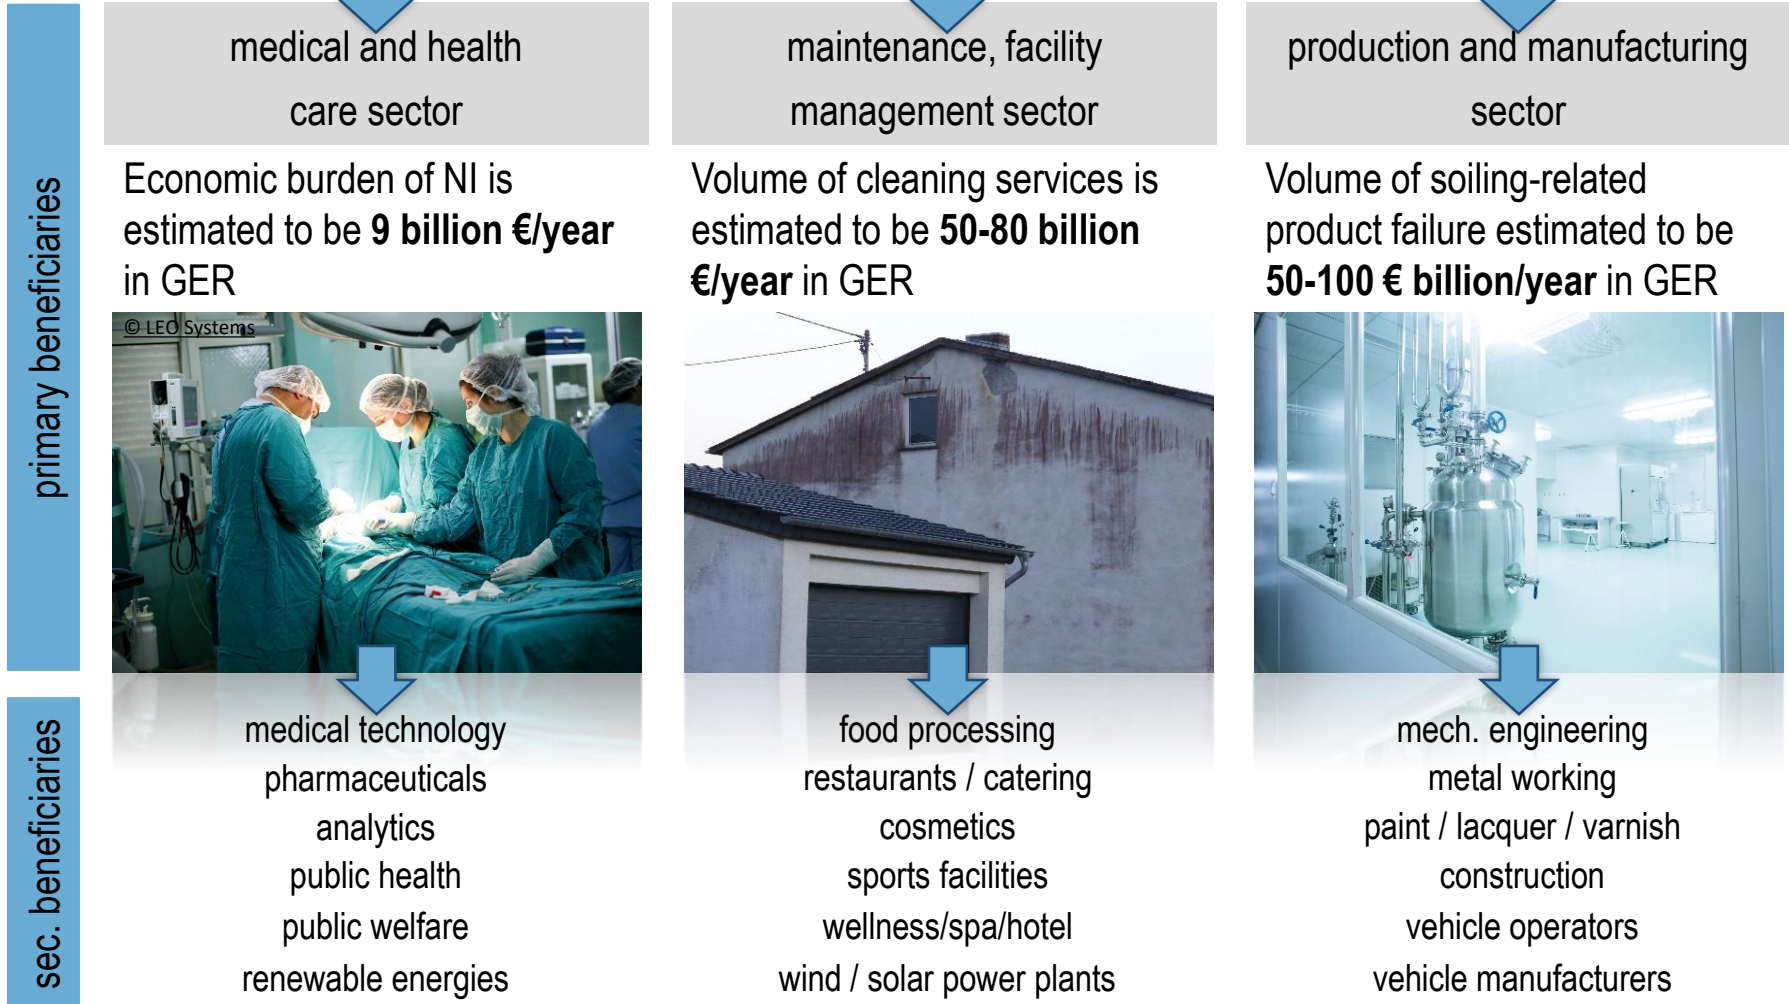 primary beneficiaries
medical and health
care sector
Economic burden of NI is
estimated to be 9 billion €/year
in GER
© LEO Systems
maintenance, facility
management sector
Volume of cleaning services is
estimated to be 50-80 billion
€/year in GER
production and manufacturing
sector
Volume of soiling-related
product failure estimated to be
50-100 € billion/year in GER
sec. beneficiaries
medical technology
pharmaceuticals
analytics
public health
public welfare
renewable energies
food processing
restaurants / catering
cosmetics
sports facilities
wellness/spa/hotel
wind / solar power plants
mech. engineering
metal working
paint / lacquer / varnish
construction
vehicle operators
vehicle manufacturers